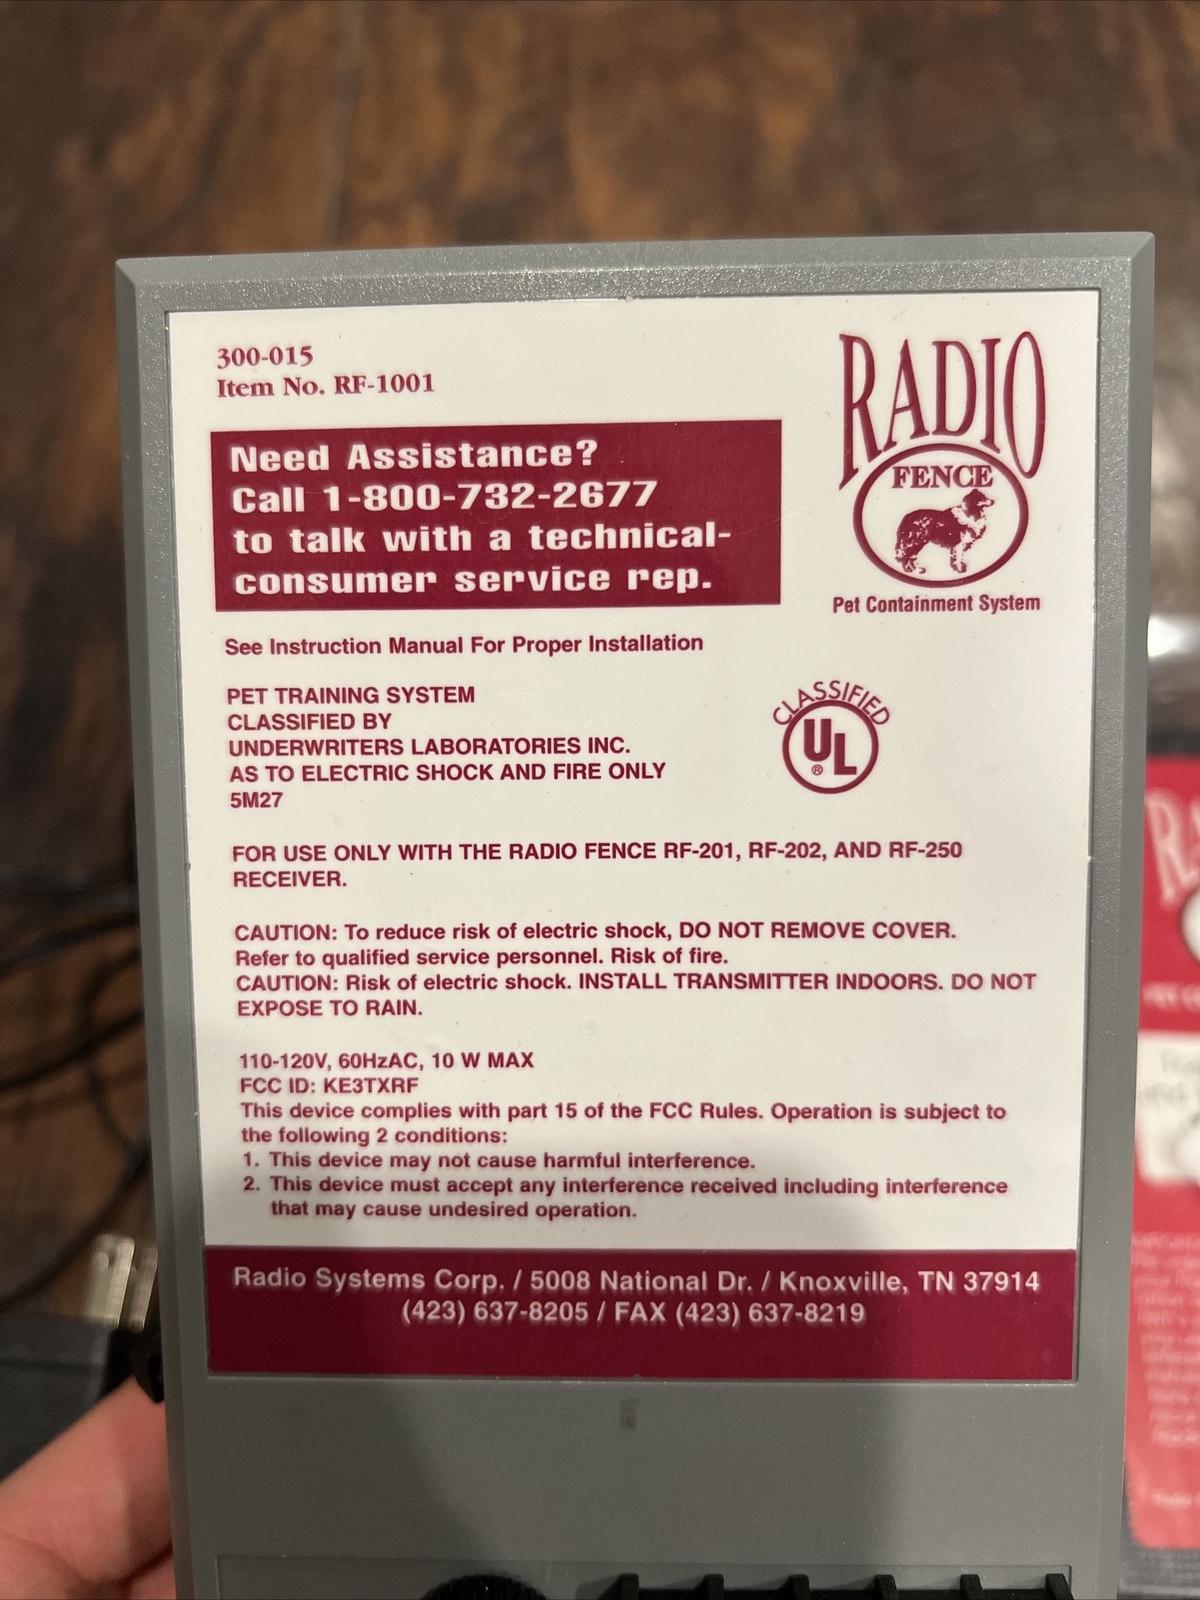 300-015
Item No. RF-1001
RADIO
FENCE
Pet Containment System
Need Assistance?
Call 1-800-732-2677
to talk with a technical-
consumer service rep.
See Instruction Manual For Proper Installation
PET TRAINING SYSTEM
CLASSIFIED BY
UNDERWRITERS LABORATORIES INC.
AS TO ELECTRIC SHOCK AND FIRE ONLY
5M27
CLASSIFIED
UL
®
FOR USE ONLY WITH THE RADIO FENCE RF-201, RF-202, AND RF-250
RECEIVER.
CAUTION: To reduce risk of electric shock, DO NOT REMOVE COVER.
Refer to qualified service personnel. Risk of fire.
CAUTION: Risk of electric shock. INSTALL TRANSMITTER INDOORS. DO NOT
EXPOSE TO RAIN.
110-120V, 60HzAC, 10 W MAX
FCC ID: KE3TXRF
This device complies with part 15 of the FCC Rules. Operation is subject to
the following 2 conditions:
1. This device may not cause harmful interference.
2. This device must accept any interference received including interference
that may cause undesired operation.
Radio Systems Corp. / 5008 National Dr. / Knoxville, TN 37914
(423) 637-8205 / FAX (423) 637-8219